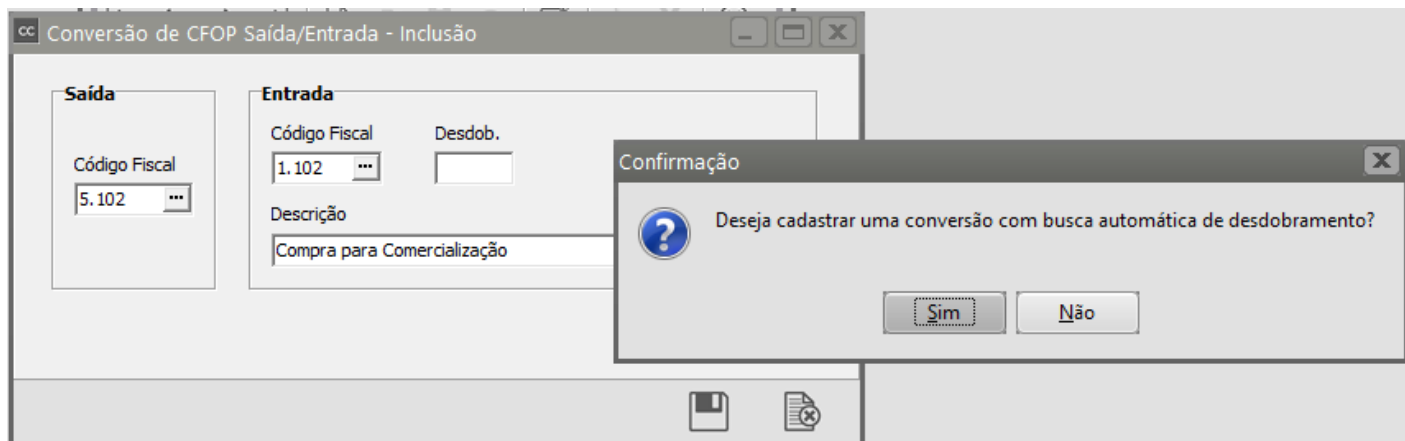 cc Conversão de CFOP Saída/Entrada - Inclusão
Saída
Código Fiscal
5.102 ...
Entrada
Código Fiscal
Desdob.
1.102 ...
Descrição
Compra para Comercialização
Confirmação
Deseja cadastrar uma conversão com busca automática de desdobramento?
Sim
Não